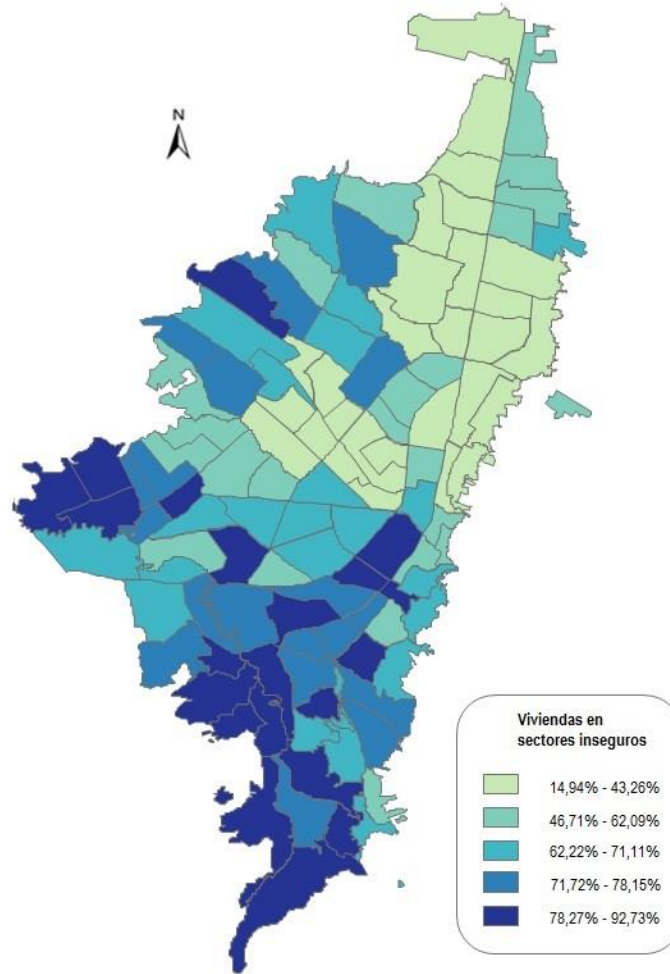 N
Viviendas en
sectores inseguros
14,94% - 43,26%
46,71% - 62,09%
62,22% - 71,11%
71,72% - 78,15%
78,27% - 92,73%